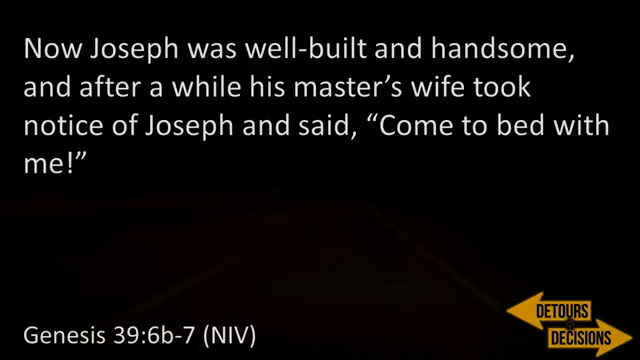 Now Joseph was well-built and handsome,
and after a while his master’s wife took
notice of Joseph and said, “Come to bed with
me!”
Genesis 39:6b-7 (NIV)
DETOURS
&
DECISIONS